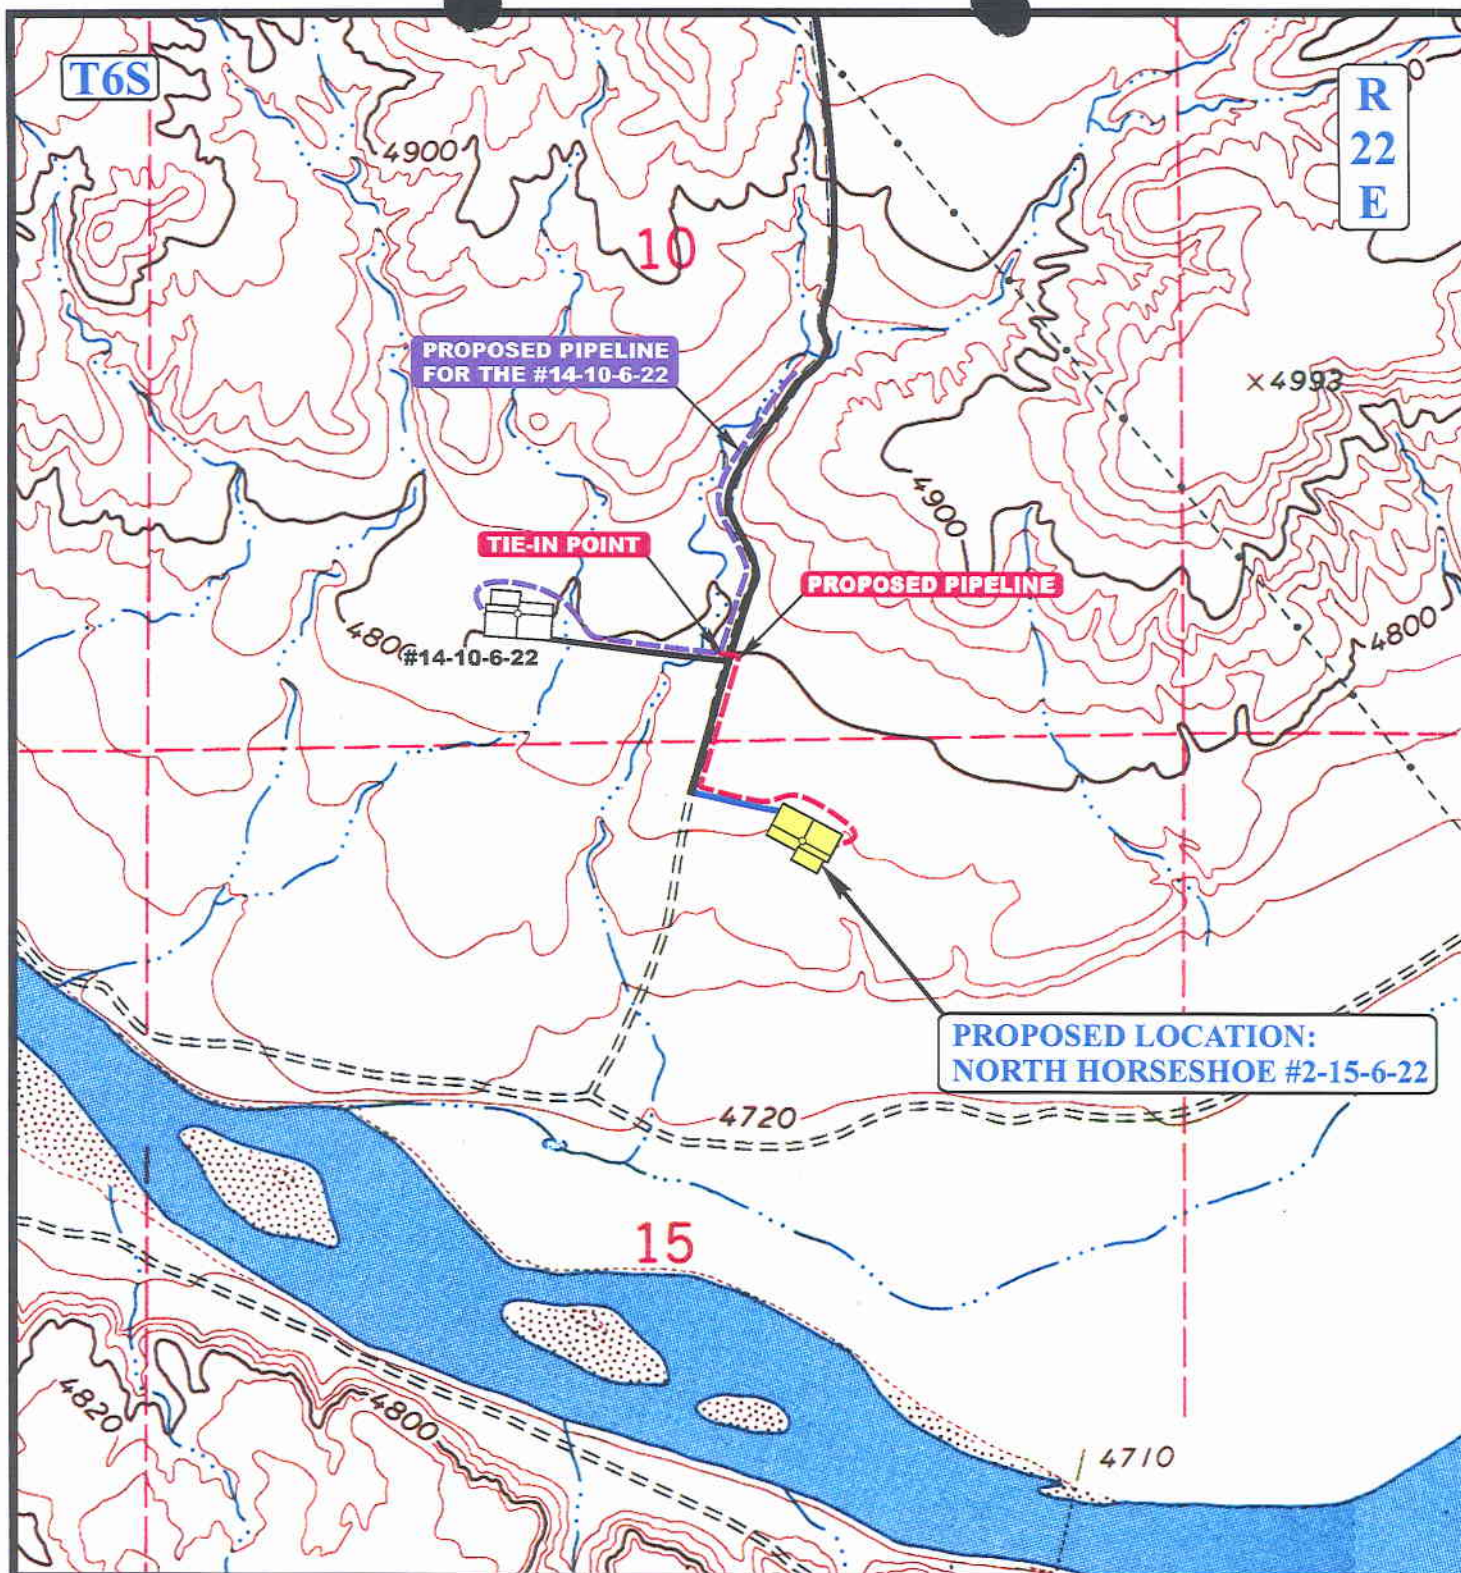 T6S
R
22
E
4900
10
PROPOSED PIPELINE
FOR THE #14-10-6-22
×4993
4900
TIE-IN POINT
PROPOSED PIPELINE
4800
4800
#14-10-6-22
PROPOSED LOCATION:
NORTH HORSESHOE #2-15-6-22
4720
15
4820
4800
4710